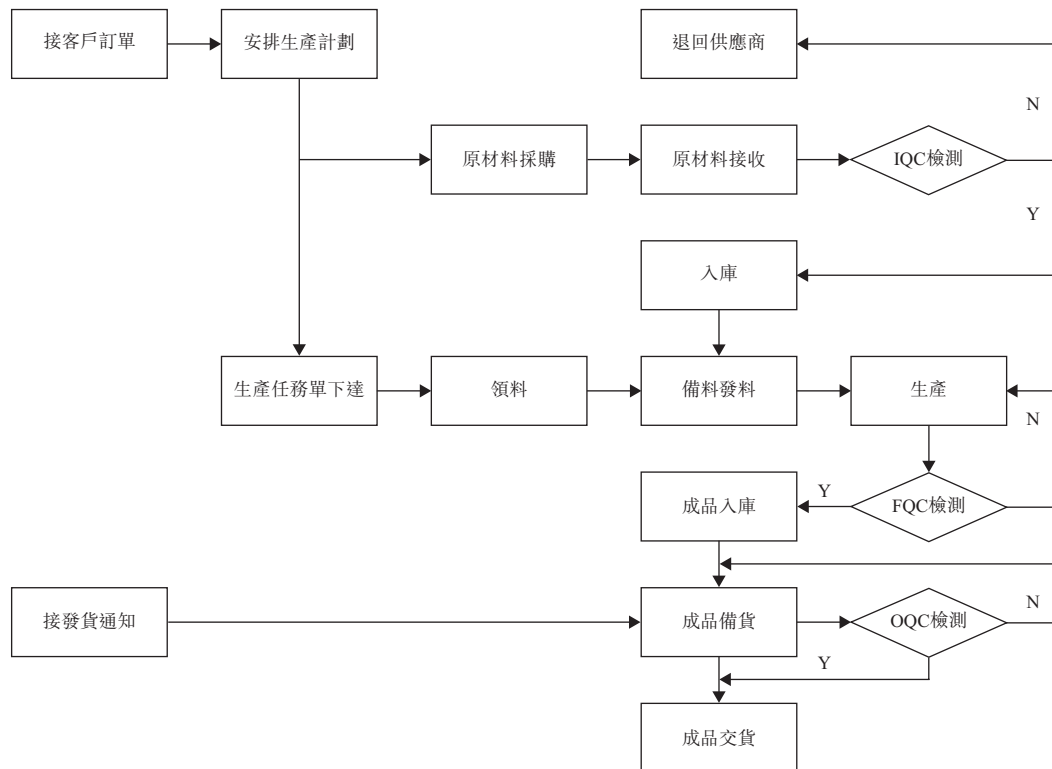 接客戶訂單
安排生產計劃
退回供應商
N
原材料採購
原材料接收
IQC檢測
Y
入庫
生產任務單下達
領料
備料發料
生產
N
成品入庫
Y
FQC檢測
接發貨通知
成品備貨
OQC檢測
N
Y
成品交貨